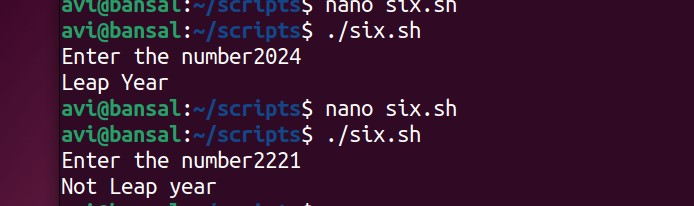 avi@bansal:~/scripts$ nano six.sh
avi@bansal:~/scripts$ ./six.sh
Enter the number2024
Leap Year
avi@bansal:~/scripts$ nano six.sh
avi@bansal:~/scripts$ ./six.sh
Enter the number2221
Not Leap year